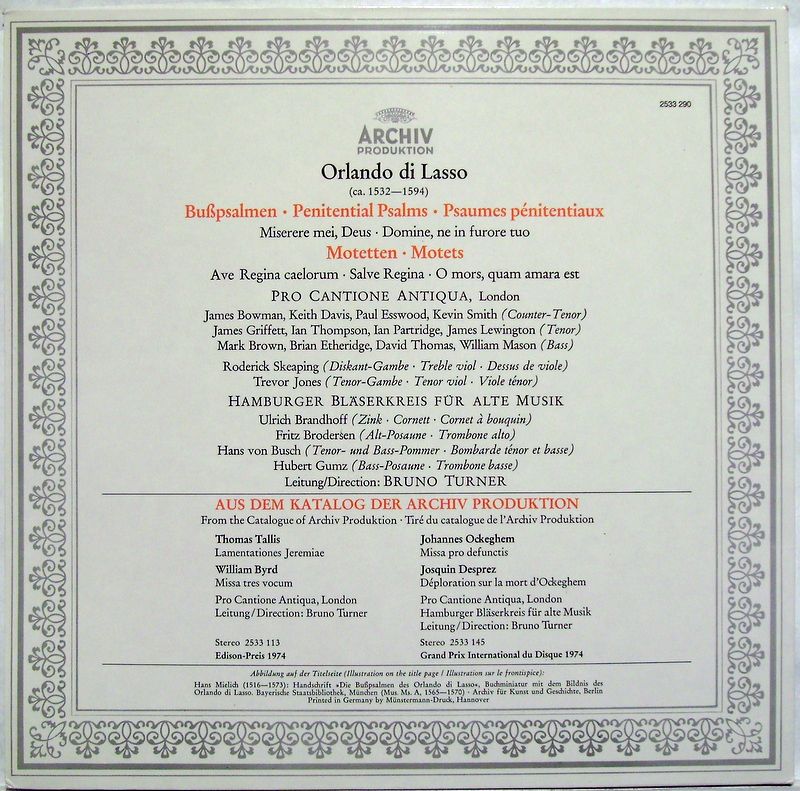 2533 290
ARCHIV
PRODUKTION
Orlando di Lasso
(ca. 1532—1594)
Bußpsalmen · Penitential Psalms · Psaumes pénitentiaux
Miserere mei, Deus · Domine, ne in furore tuo
Motetten · Motets
Ave Regina caelorum · Salve Regina · O mors, quam amara est
PRO CANTIONE ANTIQUA, London
James Bowman, Keith Davis, Paul Esswood, Kevin Smith (Counter-Tenor)
James Griffett, Ian Thompson, Ian Partridge, James Lewington (Tenor)
Mark Brown, Brian Etheridge, David Thomas, William Mason (Bass)
Roderick Skeaping (Diskant-Gambe · Treble viol · Dessus de viole)
Trevor Jones (Tenor-Gambe · Tenor viol · Viole ténor)
HAMBURGER BLÄSERKREIS FÜR ALTE MUSIK
Ulrich Brandhoff (Zink · Cornett · Cornet à bouquin)
Fritz Brodersen (Alt-Posaune · Trombone alto)
Hans von Busch (Tenor- und Bass-Pommer · Bombarde ténor et basse)
Hubert Gumz (Bass-Posaune · Trombone basse)
Leitung/Direction: BRUNO TURNER
AUS DEM KATALOG DER ARCHIV PRODUKTION
From the Catalogue of Archiv Produktion · Tiré du catalogue de l'Archiv Produktion
Thomas Tallis
Lamentationes Jeremiae
William Byrd
Missa tres vocum
Pro Cantione Antiqua, London
Leitung/Direction: Bruno Turner
Stereo 2533 113
Edison-Preis 1974
Johannes Ockeghem
Missa pro defunctis
Josquin Desprez
Déploration sur la mort d'Ockeghem
Pro Cantione Antiqua, London
Hamburger Bläserkreis für alte Musik
Leitung/Direction: Bruno Turner
Stereo 2533 145
Grand Prix International du Disque 1974
Abbildung auf der Titelseite (Illustration on the title page / Illustration sur le frontispice):
Hans Mielich (1516—1573): Handschrift »Die Bußpsalmen des Orlando di Lasso«, Buchminiatur mit dem Bildnis des
Orlando di Lasso. Bayerische Staatsbibliothek, München (Mus. Ms. A, 1565—1570) · Archiv für Kunst und Geschichte, Berlin
Printed in Germany by Münstermann-Druck, Hannover